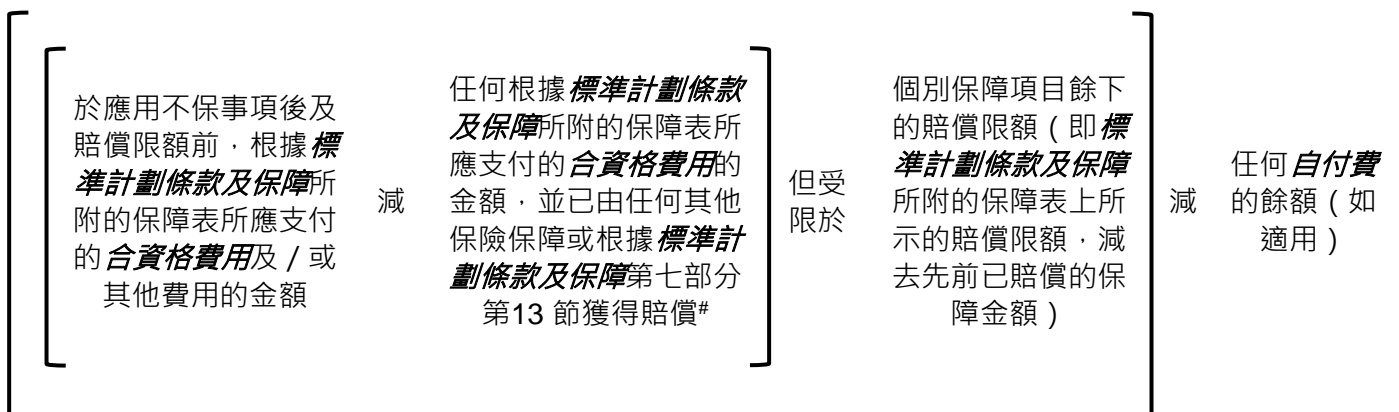 於應用不保事項後及
賠償限額前，根據標
準計劃條款及保障所
附的保障表所應支付
的合資格費用及 / 或
其他費用的金額
減
任何根據標準計劃條款
及保障所附的保障表所
應支付的合資格費用的
金額，並已由任何其他
保險保障或根據標準計
劃條款及保障第七部分
第13 節獲得賠償#
但受
限於
個別保障項目餘下
的賠償限額（即標
準計劃條款及保障
所附的保障表上所
示的賠償限額，減
去先前已賠償的保
障金額）
減
任何自付費
的餘額（如
適用）